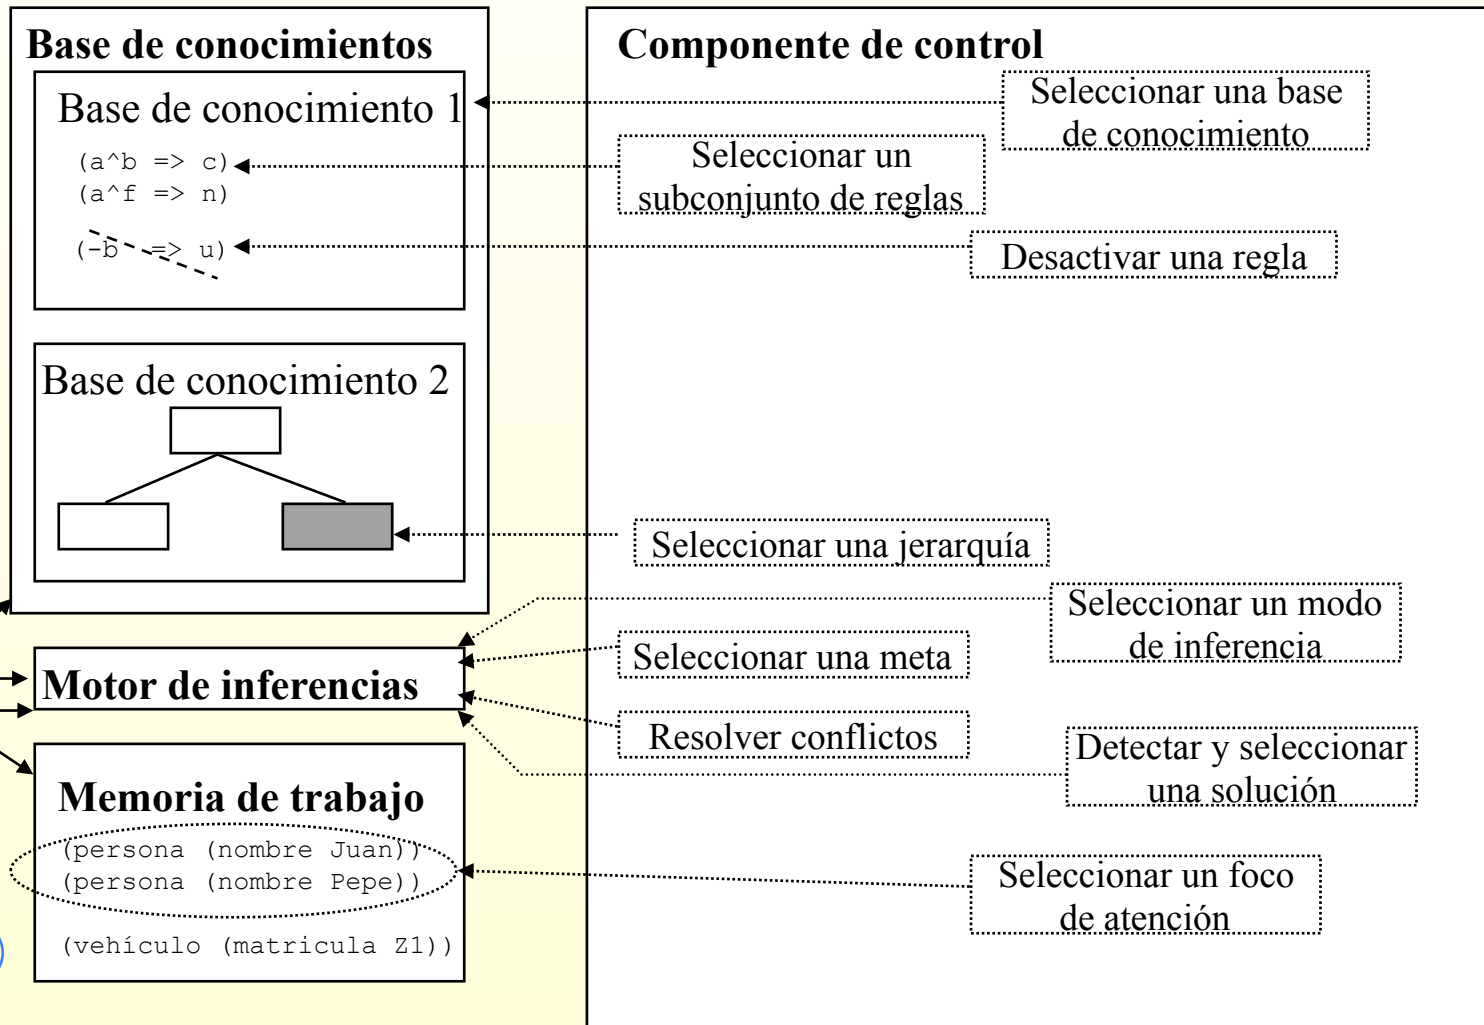 Base de conocimientos
Base de conocimiento 1
(a^b => c)
(a^f => n)
(-b => u)
Base de conocimiento 2
Motor de inferencias
Memoria de trabajo
(persona (nombre Juan))
(persona (nombre Pepe))
(vehículo (matricula Z1))
Componente de control
Seleccionar una base
de conocimiento
Seleccionar un
subconjunto de reglas
Desactivar una regla
Seleccionar una jerarquía
Seleccionar un modo
de inferencia
Seleccionar una meta
Resolver conflictos
Detectar y seleccionar
una solución
Seleccionar un foco
de atención